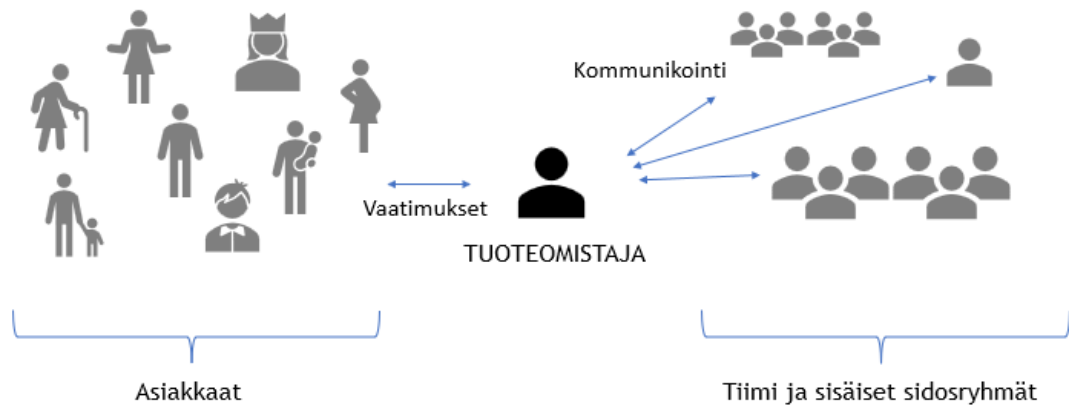 Kommunikointi
Vaatimukset
TUOTEOMISTAJA
Asiakkaat
Tiimi ja sisäiset sidosryhmät